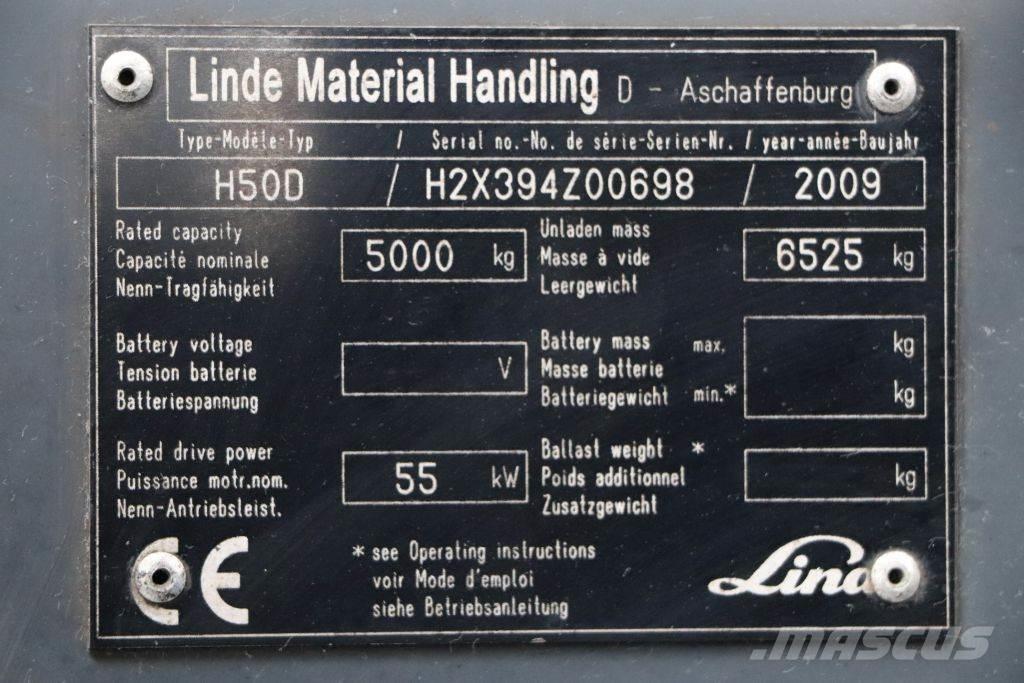 Linde Material Handling D - Aschaffenburg
Type-Modèle-Typ / Serial no.-No. de série-Serien-Nr. / year-année-Baujahr
H50D / H2X394Z00698 / 2009
Rated capacity
Capacité nominale
Nenn-Tragfähigkeit
5000 kg
Unladen mass
Masse à vide
Leergewicht
6525 kg
Battery voltage
Tension batterie
Batteriespannung
V
Battery mass max.
Masse batterie
Batteriegewicht min.*
kg
kg
Rated drive power
Puissance motr.nom.
Nenn-Antriebsleist.
55 kW
Ballast weight *
Poids additionnel
Zusatzgewicht
kg
CE
* see Operating instructions
voir Mode d'emploi
siehe Betriebsanleitung
Linde
MASCUS